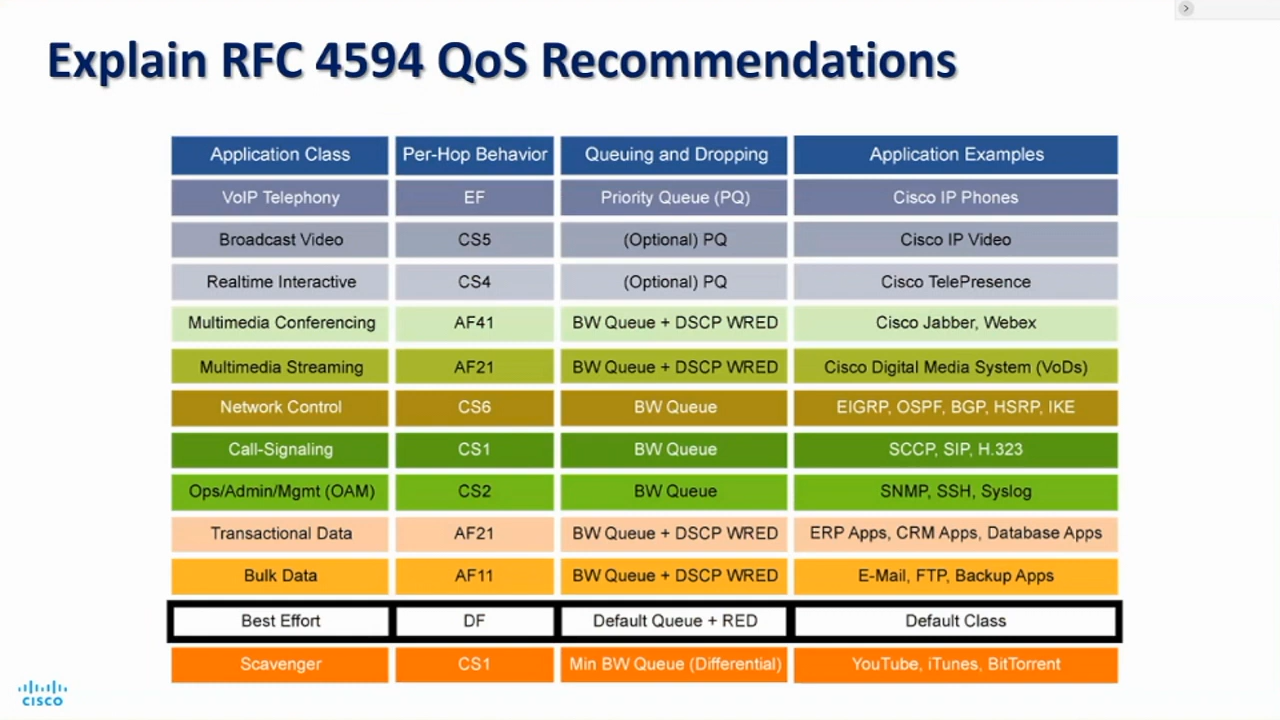 Explain RFC 4594 QoS Recommendations
Application Class Per-Hop Behavior Queuing and Dropping Application Examples
VoIP Telephony EF Priority Queue (PQ) Cisco IP Phones
Broadcast Video CS5 (Optional) PQ Cisco IP Video
Realtime Interactive CS4 (Optional) PQ Cisco TelePresence
Multimedia Conferencing AF41 BW Queue + DSCP WRED Cisco Jabber, Webex
Multimedia Streaming AF21 BW Queue + DSCP WRED Cisco Digital Media System (VoDs)
Network Control CS6 BW Queue EIGRP, OSPF, BGP, HSRP, IKE
Call-Signaling CS1 BW Queue SCCP, SIP, H.323
Ops/Admin/Mgmt (OAM) CS2 BW Queue SNMP, SSH, Syslog
Transactional Data AF21 BW Queue + DSCP WRED ERP Apps, CRM Apps, Database Apps
Bulk Data AF11 BW Queue + DSCP WRED E-Mail, FTP, Backup Apps
Best Effort DF Default Queue + RED Default Class
Scavenger CS1 Min BW Queue (Differential) YouTube, iTunes, BitTorrent
CISCO